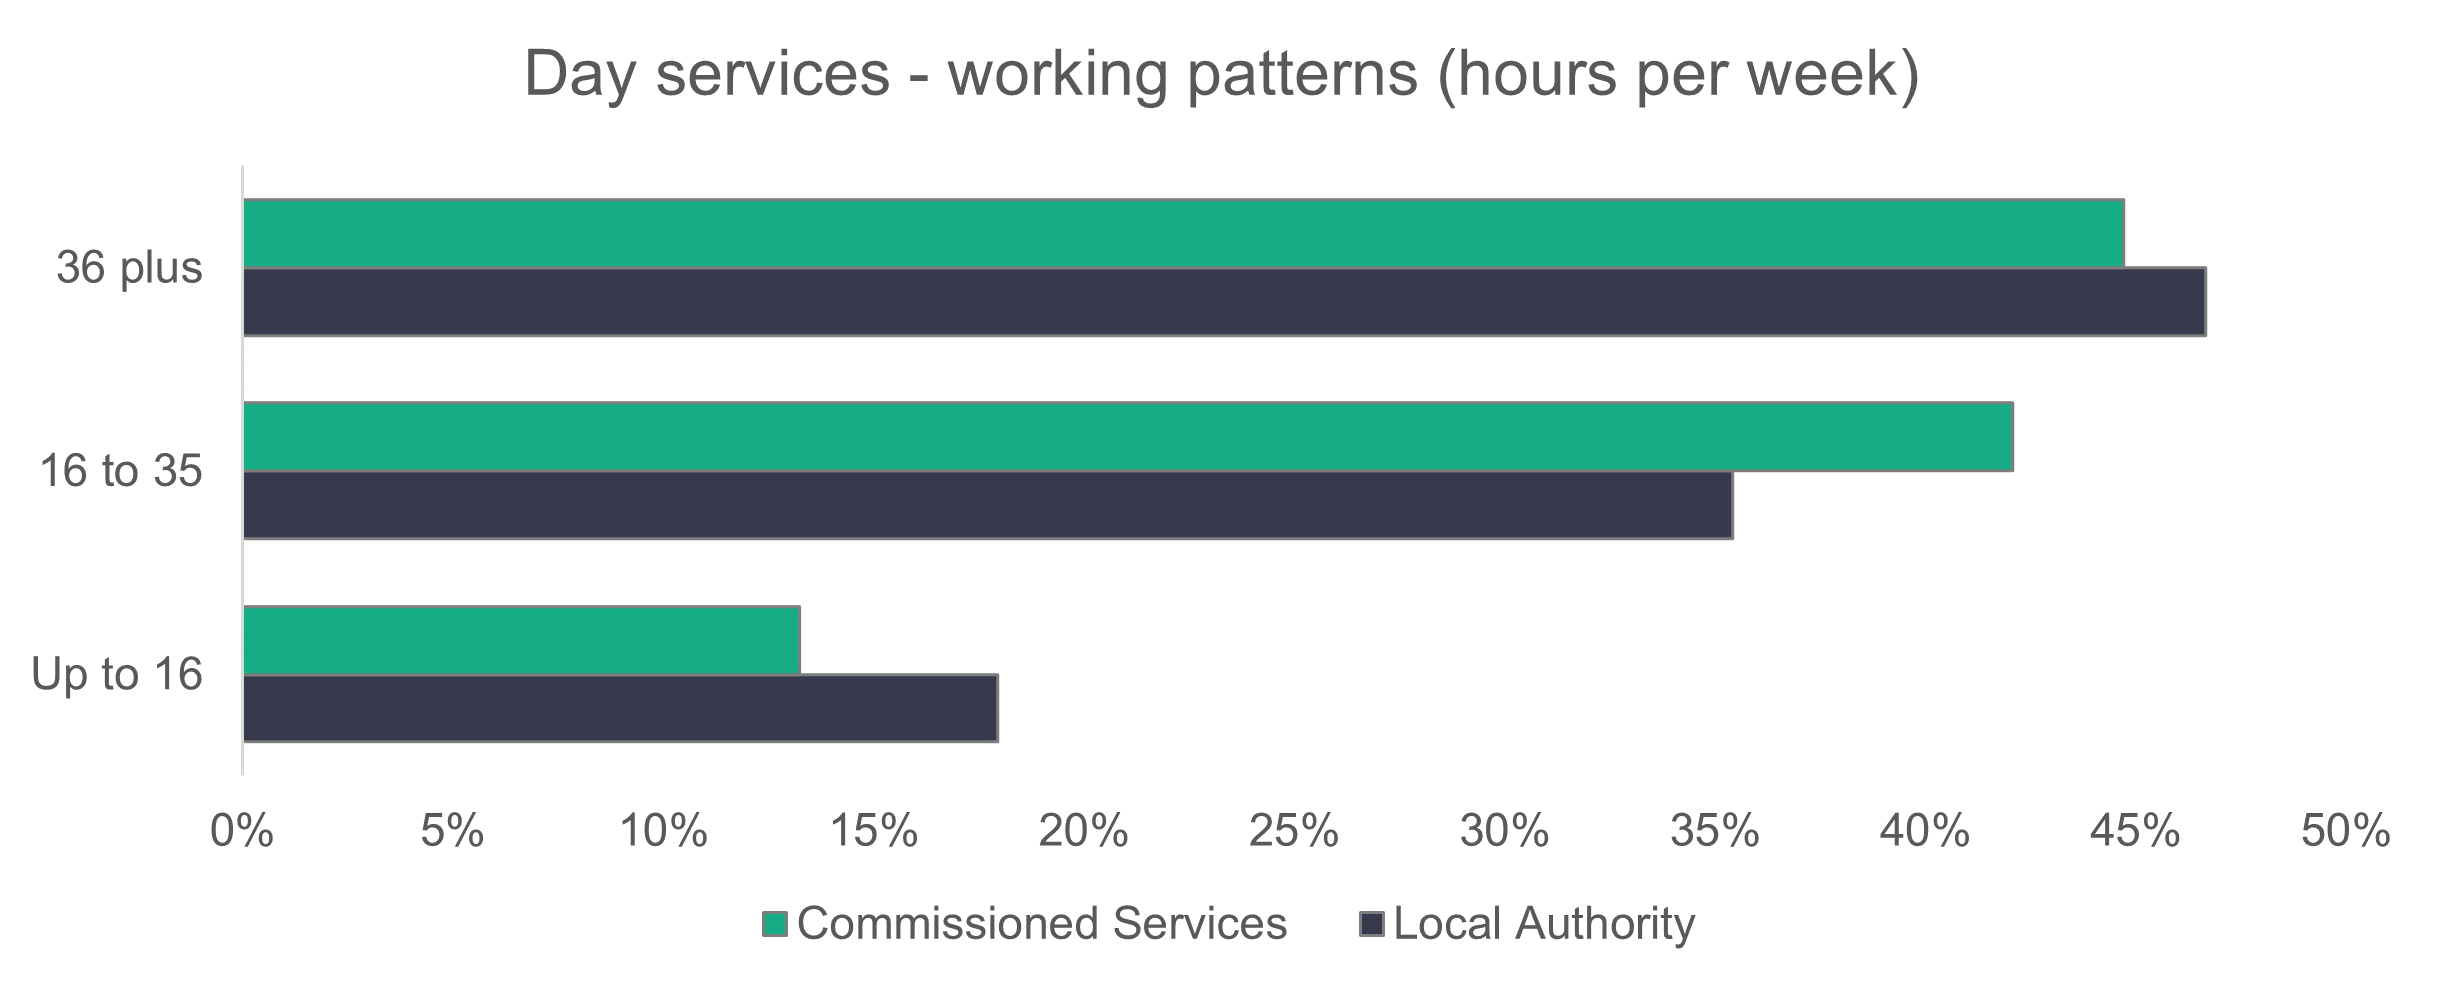 Day services - working patterns (hours per week)
36 plus
16 to 35
Up to 16
0% 5% 10% 15% 20% 25% 30% 35% 40% 45% 50%
Commissioned Services Local Authority